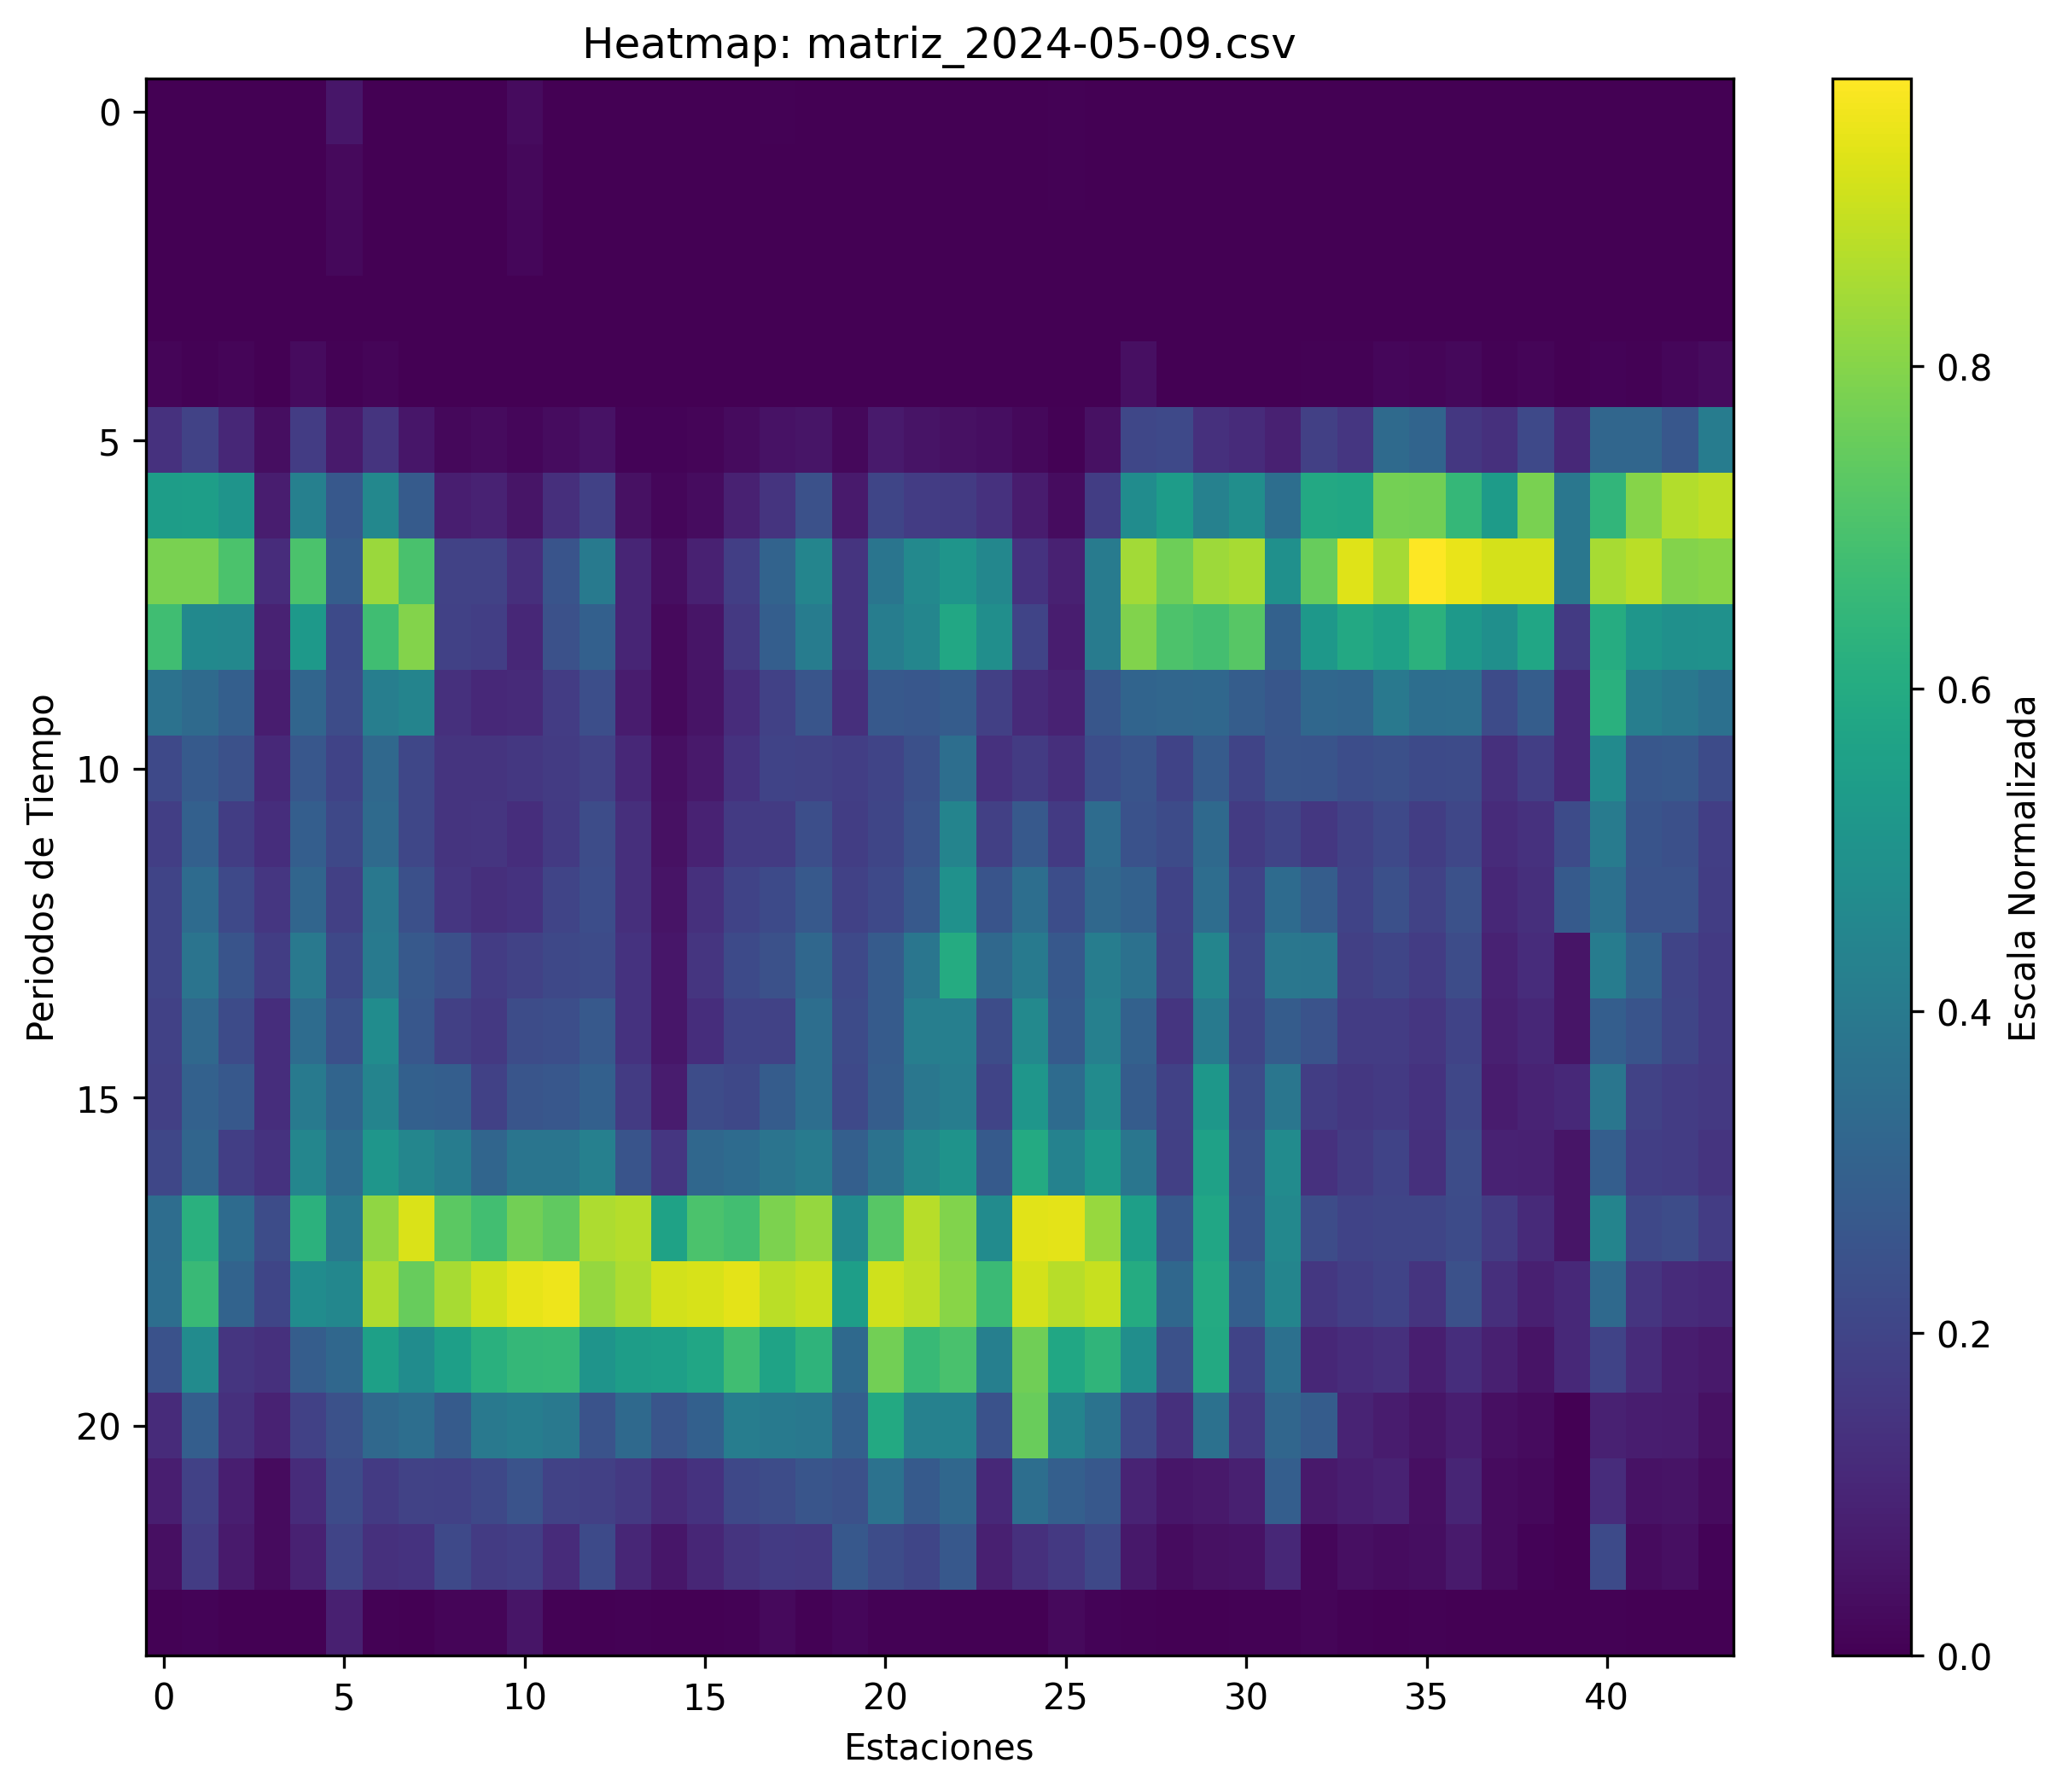 Heatmap: matriz_2024-05-09.csv
Periodos de Tiempo
0
5
10
15
20
0 5 10 15 20 25 30 35 40
Estaciones
0.8
0.6
0.4
0.2
0.0
Escala Normalizada